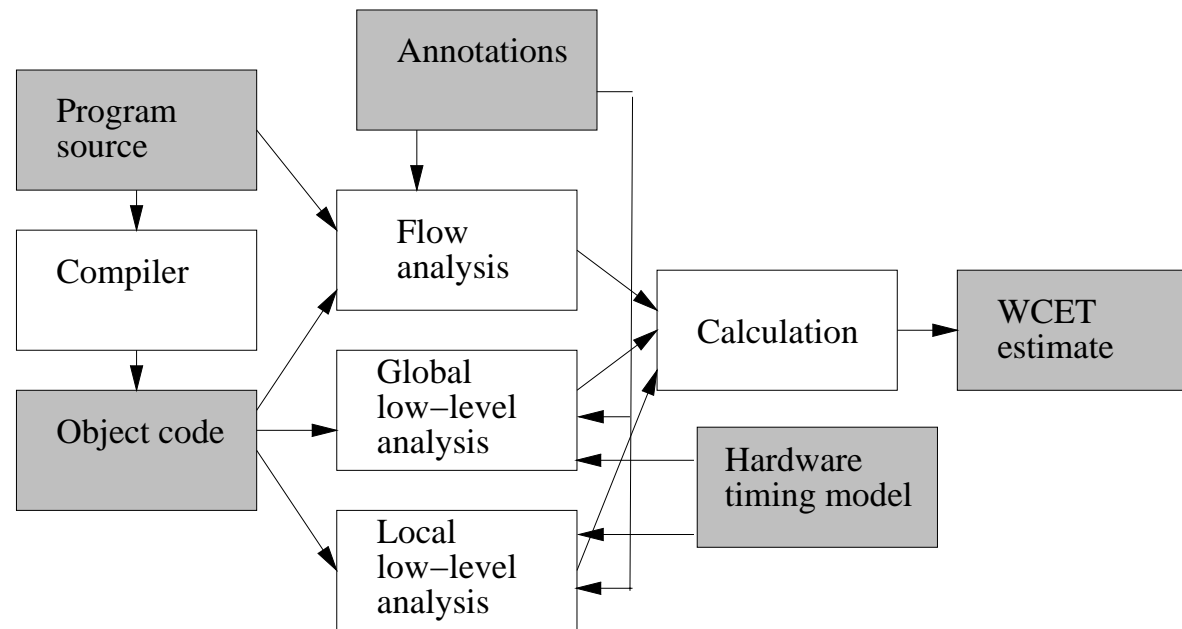 Annotations
Program
source
Flow
analysis
Compiler
Calculation
WCET
estimate
Global
low–level
analysis
Object code
Hardware
timing model
Local
low–level
analysis